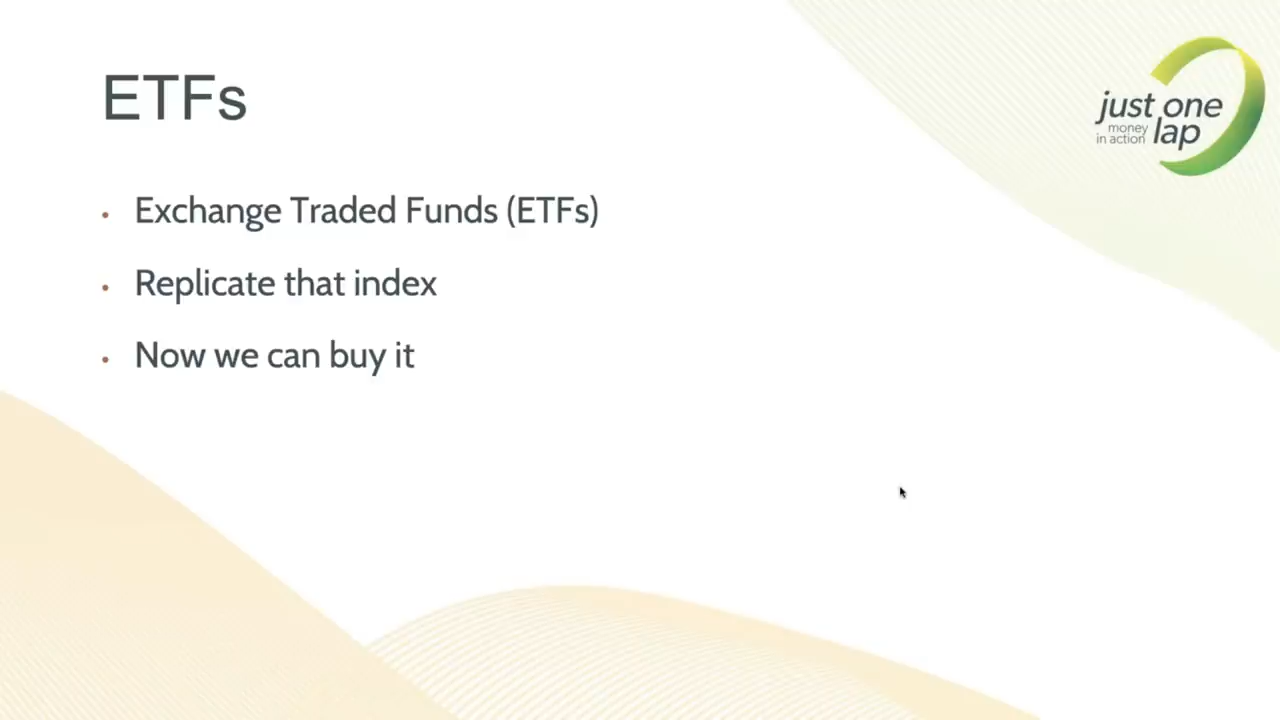 ETFs
just one
money
in action lap
• Exchange Traded Funds (ETFs)
• Replicate that index
• Now we can buy it